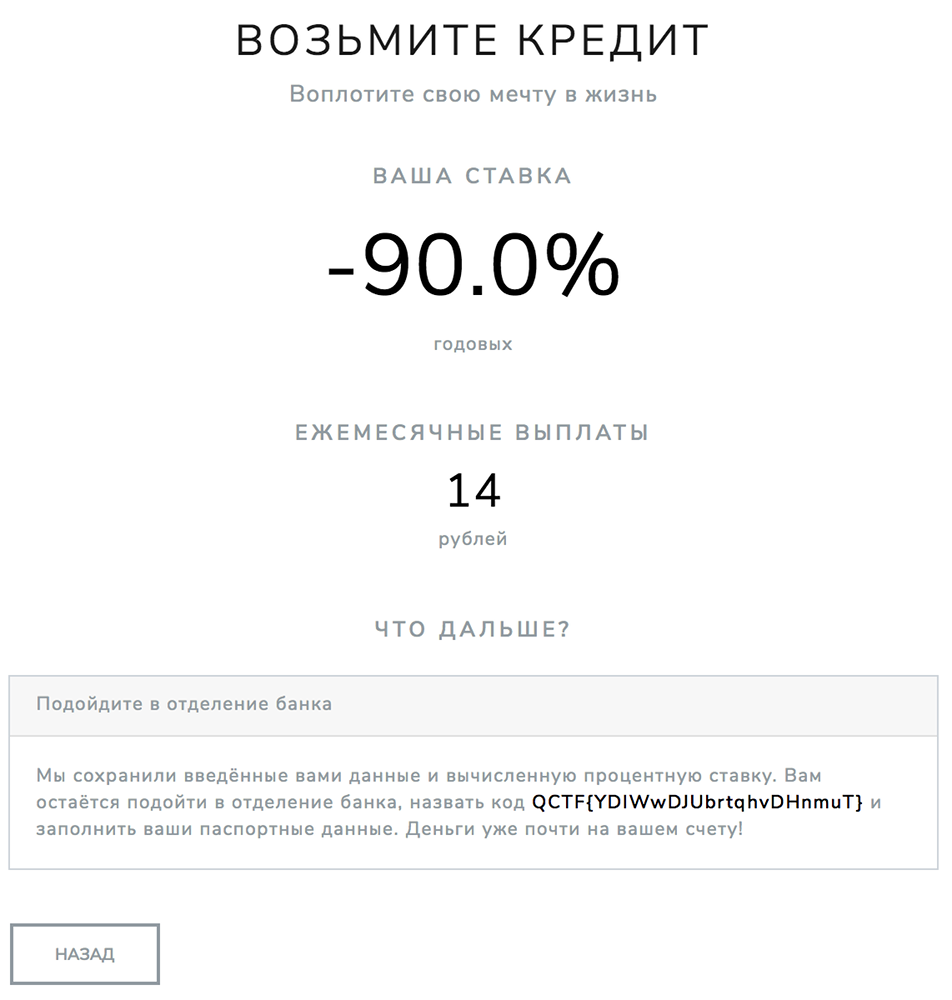 ВОЗЬМИТЕ КРЕДИТ
Воплотите свою мечту в жизнь
ВАША СТАВКА
-90.0%
годовых
ЕЖЕМЕСЯЧНЫЕ ВЫПЛАТЫ
14
рублей
ЧТО ДАЛЬШЕ?
Подойдите в отделение банка
Мы сохранили введённые вами данные и вычисленную процентную ставку. Вам
остаётся подойти в отделение банка, назвать код QCTF{YDIWwDJUbrtqhvDHnmuT} и
заполнить ваши паспортные данные. Деньги уже почти на вашем счету!
НАЗАД